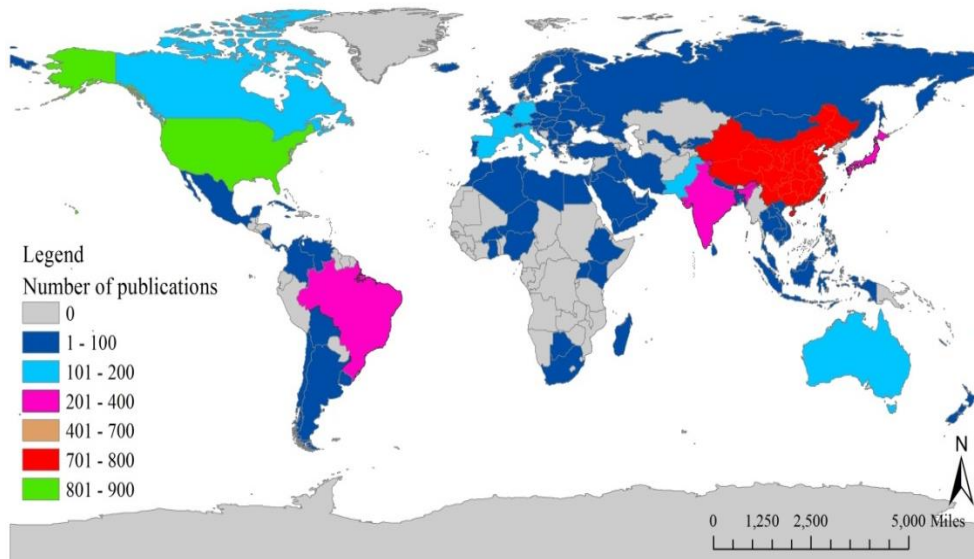 Legend
Number of publications
0
1 - 100
101 - 200
201 - 400
401 - 700
701 - 800
801 - 900
N
0 1,250 2,500 5,000 Miles